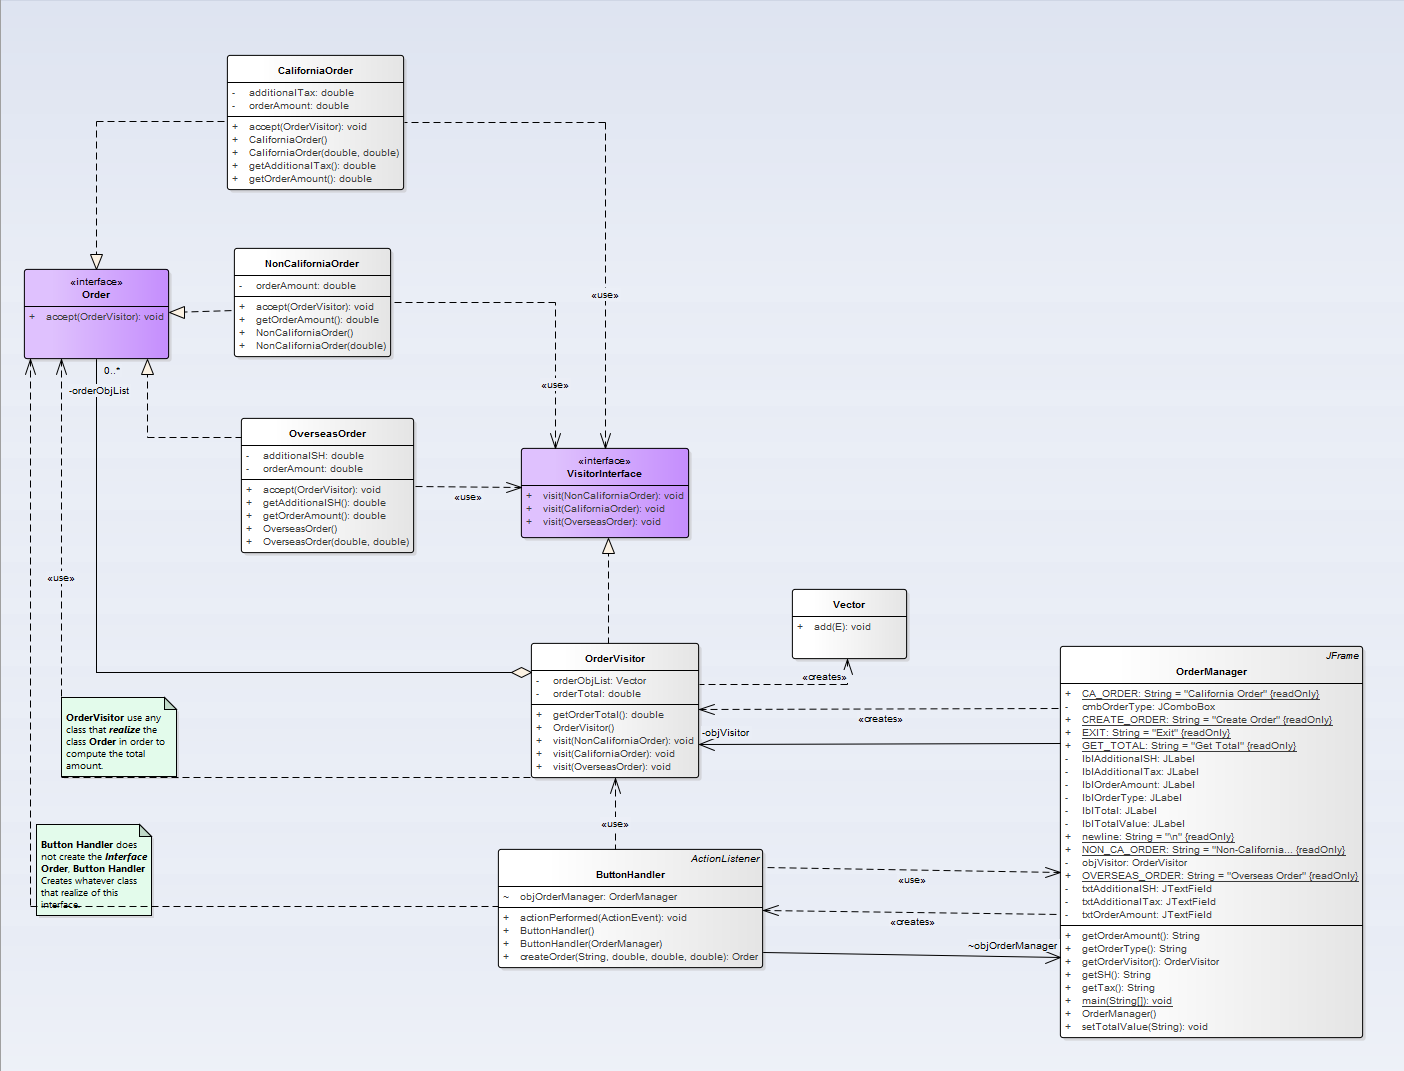 CaliforniaOrder
- additionalTax: double
- orderAmount: double
+ accept(OrderVisitor): void
+ CaliforniaOrder()
+ CaliforniaOrder(double, double)
+ getAdditionalTax(): double
+ getOrderAmount(): double
NonCaliforniaOrder
- orderAmount: double
+ accept(OrderVisitor): void
+ getOrderAmount(): double
+ NonCaliforniaOrder()
+ NonCaliforniaOrder(double)
«interface»
Order
+ accept(OrderVisitor): void
«use»
«use»
0..*
-orderObjList
OverseasOrder
- additionalSH: double
- orderAmount: double
+ accept(OrderVisitor): void
+ getAdditionalSH(): double
+ getOrderAmount(): double
+ OverseasOrder()
+ OverseasOrder(double, double)
«use»
«interface»
VisitorInterface
+ visit(NonCaliforniaOrder): void
+ visit(CaliforniaOrder): void
+ visit(OverseasOrder): void
«use»
Vector
+ add(E): void
OrderVisitor
- orderObjList: Vector
- orderTotal: double
+ getOrderTotal(): double
+ OrderVisitor()
+ visit(NonCaliforniaOrder): void
+ visit(CaliforniaOrder): void
+ visit(OverseasOrder): void
«creates»
«creates»
-objVisitor
OrderVisitor use any
class that realize the
class Order in order to
compute the total
amount.
Button Handler does
not create the Interface
Order, Button Handler
Creates whatever class
that realize of this
interface.
«use»
ActionListener
ButtonHandler
~ objOrderManager: OrderManager
+ actionPerformed(ActionEvent): void
+ ButtonHandler()
+ ButtonHandler(OrderManager)
+ createOrder(String, double, double, double): Order
«use»
«creates»
~objOrderManager
JFrame
OrderManager
+ CA_ORDER: String = "California Order" {readOnly}
- cmbOrderType: JComboBox
+ CREATE_ORDER: String = "Create Order" {readOnly}
+ EXIT: String = "Exit" {readOnly}
+ GET_TOTAL: String = "Get Total" {readOnly}
- lblAdditionalSH: JLabel
- lblAdditionalTax: JLabel
- lblOrderAmount: JLabel
- lblOrderType: JLabel
- lblTotal: JLabel
- lblTotalValue: JLabel
+ newline: String = "\n" {readOnly}
+ NON_CA_ORDER: String = "Non-California... {readOnly}
- objVisitor: OrderVisitor
+ OVERSEAS_ORDER: String = "Overseas Order" {readOnly}
- txtAdditionalSH: JTextField
- txtAdditionalTax: JTextField
- txtOrderAmount: JTextField
+ getOrderAmount(): String
+ getOrderType(): String
+ getOrderVisitor(): OrderVisitor
+ getSH(): String
+ getTax(): String
+ main(String[]): void
+ OrderManager()
+ setTotalValue(String): void